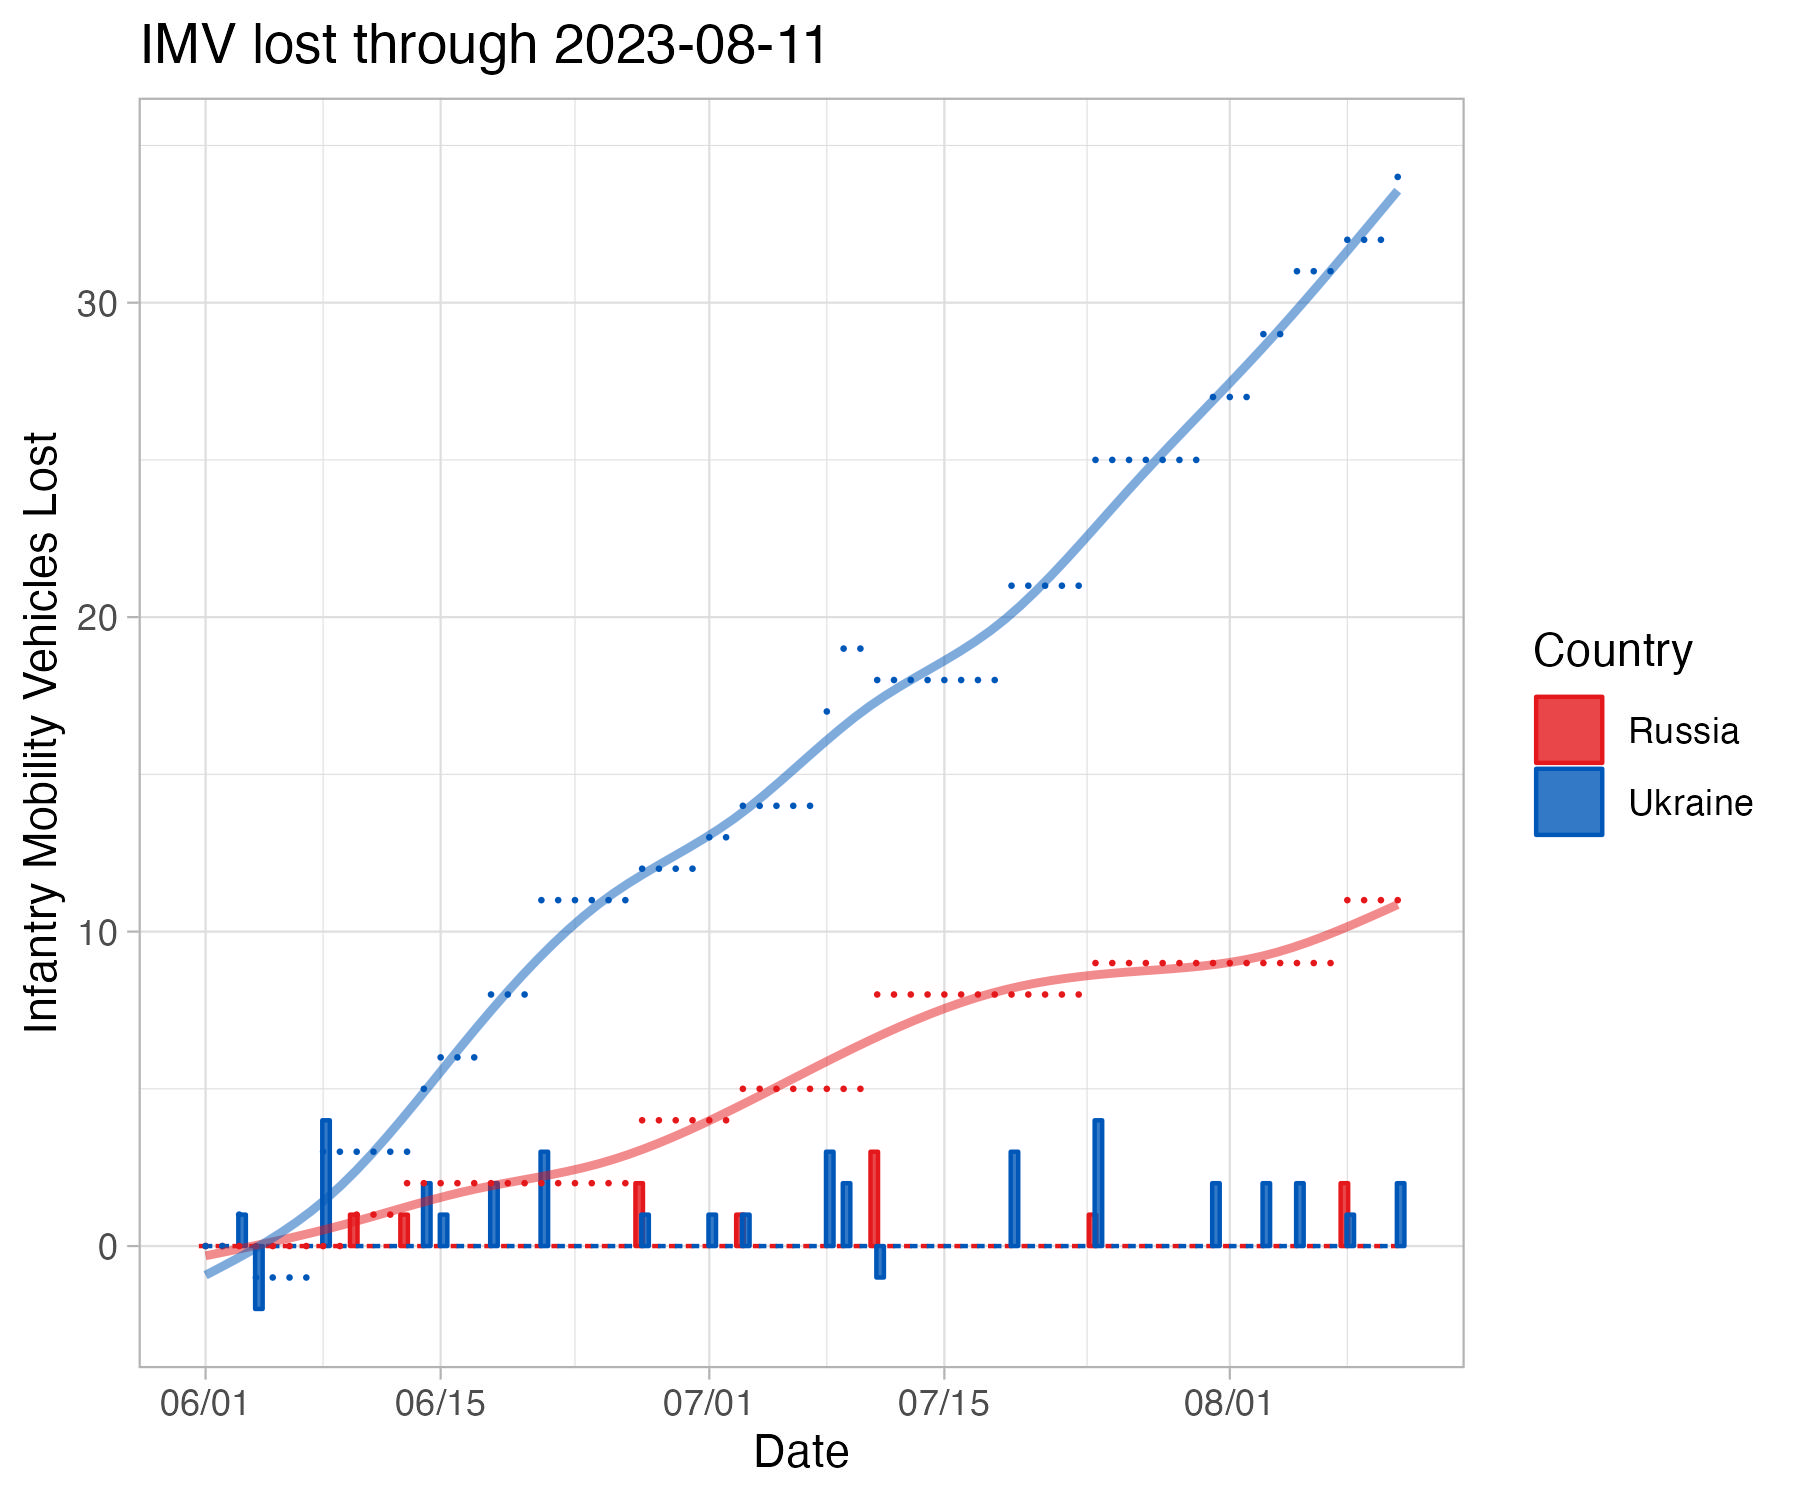 IMV lost through 2023-08-11
Infantry Mobility Vehicles Lost
30
20
10
0
06/01
06/15
07/01
07/15
08/01
Date
Country
Russia
Ukraine